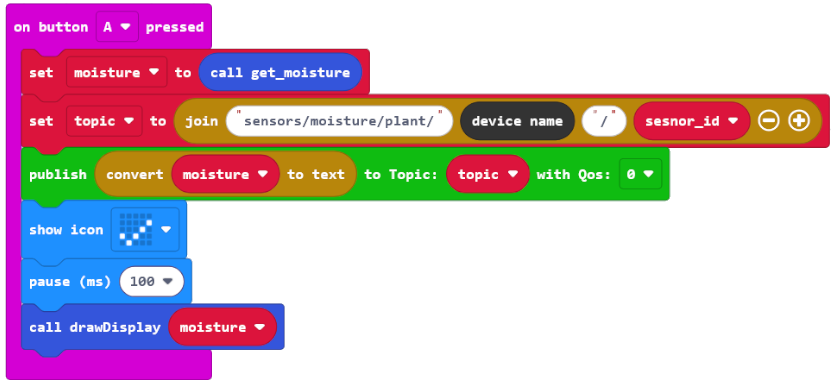 on button A pressed
set moisture to call get_moisture
set topic to join "sensors/moisture/plant/" device name "/" sesnor_id
publish convert moisture to text to Topic: topic with Qos: 0
show icon
pause (ms) 100
call drawDisplay moisture